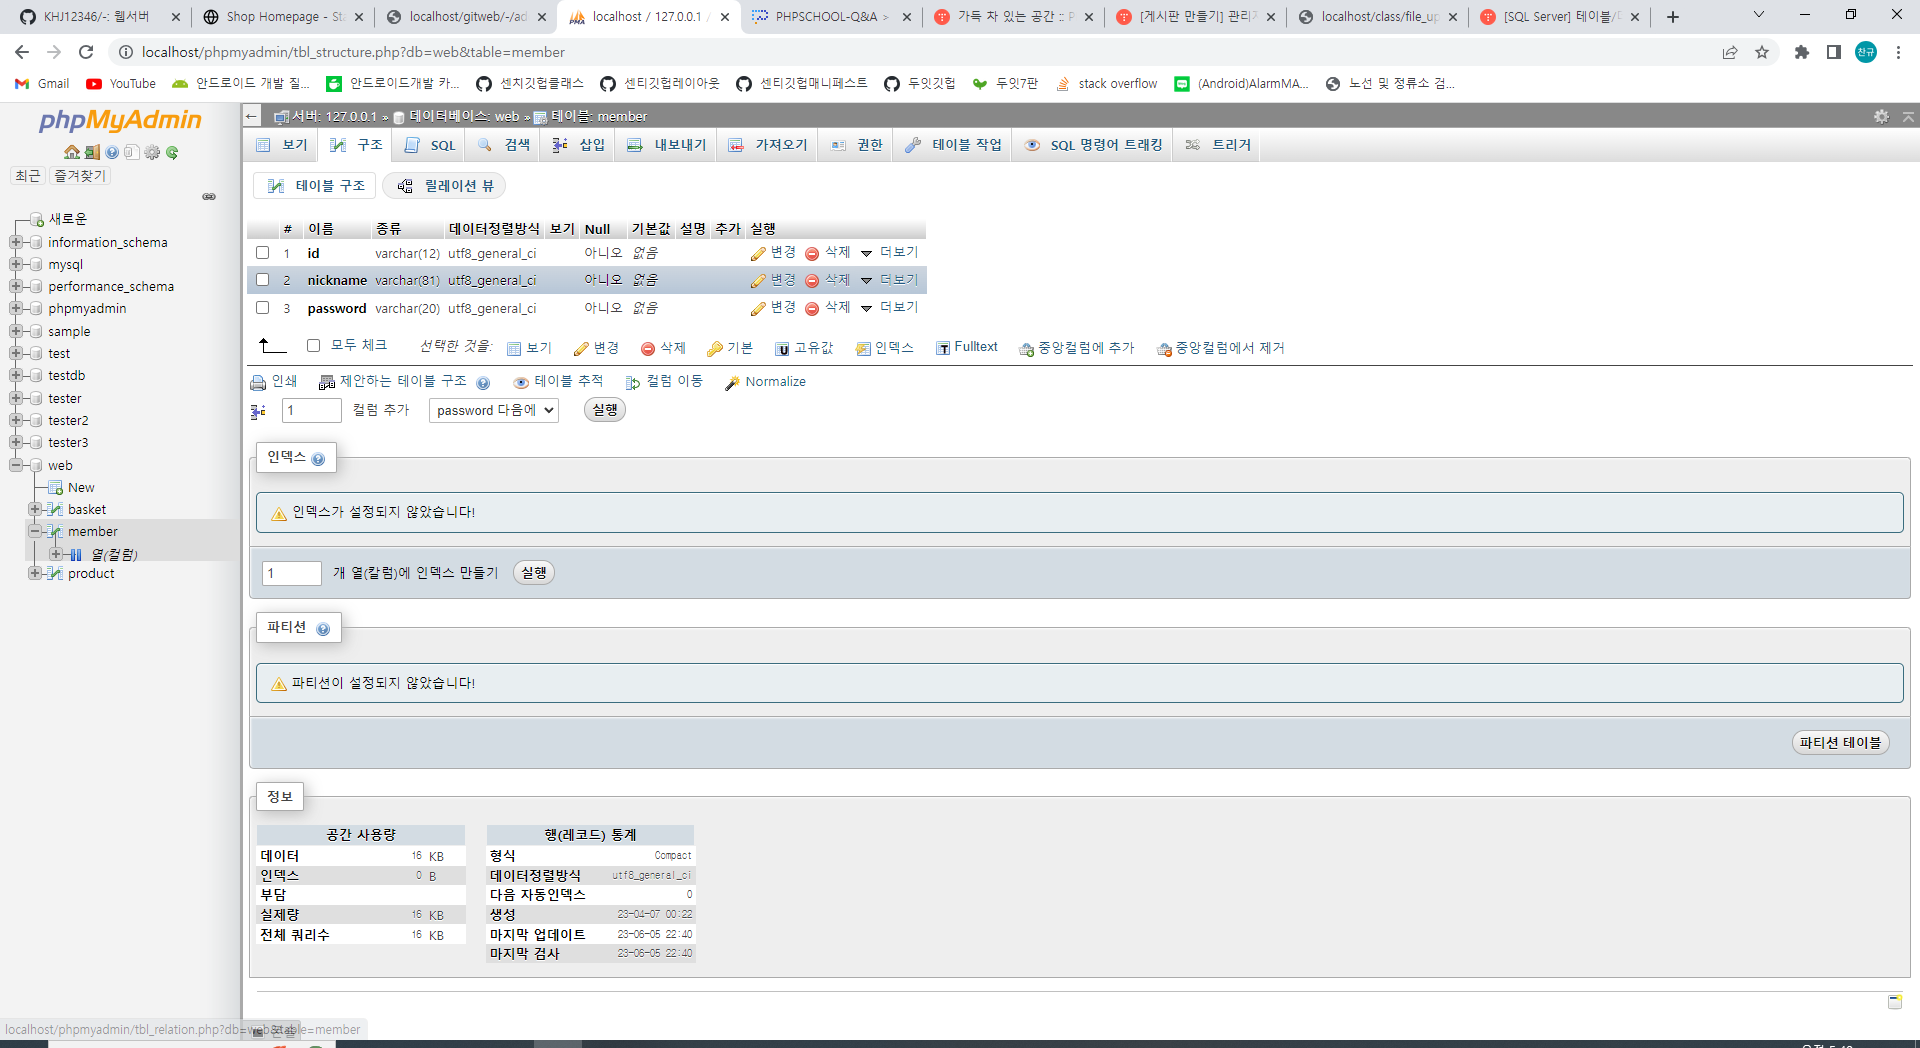 KHJ12346/-: 웹서버
Shop Homepage - Sta
localhost/gitweb/-/ad
localhost / 127.0.0.1 /
PHPSCHOOL-Q&A >
가득 차 있는 공간 :: P
[게시판 만들기] 관리자
localhost/class/file_up
[SQL Server] 테이블/
localhost/phpmyadmin/tbl_structure.php?db=web&table=member
찬규
Gmail YouTube 안드로이드 개발 질... 안드로이드개발 카... 센치깃헙클래스 센티깃헙레이아웃 센티깃헙매니페스트 두잇깃헙 두잇7판 stack overflow (Android)AlarmMA... 노선 및 정류소 검...
phpMyAdmin
최근 즐겨찾기
새로운
information_schema
mysql
performance_schema
phpmyadmin
sample
test
testdb
tester
tester2
tester3
web
New
basket
member
열(컬럼)
product
서버: 127.0.0.1 » 데이터베이스: web » 테이블: member
보기 구조 SQL 검색 삽입 내보내기 가져오기 권한 테이블 작업 SQL 명령어 트래킹 트리거
테이블 구조 릴레이션 뷰
# 이름 종류 데이터정렬방식 보기 Null 기본값 설명 추가 실행
1 id varchar(12) utf8_general_ci 아니오 없음 변경 삭제 더보기
2 nickname varchar(81) utf8_general_ci 아니오 없음 변경 삭제 더보기
3 password varchar(20) utf8_general_ci 아니오 없음 변경 삭제 더보기
모두 체크 선택한 것을: 보기 변경 삭제 기본 고유값 인덱스 Fulltext 중앙컬럼에 추가 중앙컬럼에서 제거
인쇄 제안하는 테이블 구조 테이블 추적 컬럼 이동 Normalize
1 컬럼 추가 password 다음에 실행
인덱스
인덱스가 설정되지 않았습니다!
1 개 열(칼럼)에 인덱스 만들기 실행
파티션
파티션이 설정되지 않았습니다!
파티션 테이블
정보
공간 사용량
데이터 16 KB
인덱스 0 B
부담
실제량 16 KB
전체 쿼리수 16 KB
행(레코드) 통계
형식 Compact
데이터정렬방식 utf8_general_ci
다음 자동인덱스 0
생성 23-04-07 00:22
마지막 업데이트 23-06-05 22:40
마지막 검사 23-06-05 22:40
localhost/phpmyadmin/tbl_relation.php?db=web&table=member